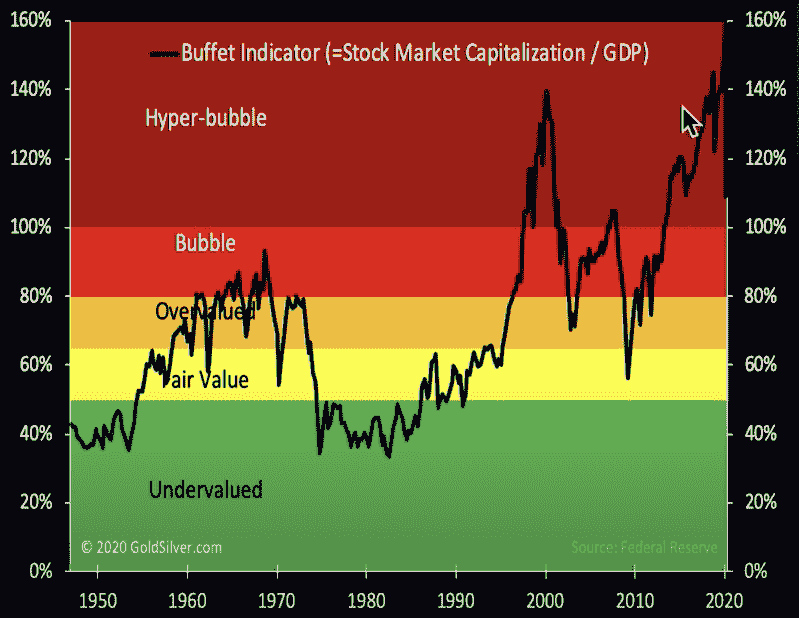 160% 160%
Buffet Indicator (=Stock Market Capitalization / GDP)
140% 140%
Hyper-bubble
120% 120%
100% 100%
Bubble
80% 80%
Overvalued
60% 60%
Fair Value
40% 40%
Undervalued
20% 20%
© 2020 GoldSilver.com Source: Federal Reserve
0% 0%
1950 1960 1970 1980 1990 2000 2010 2020